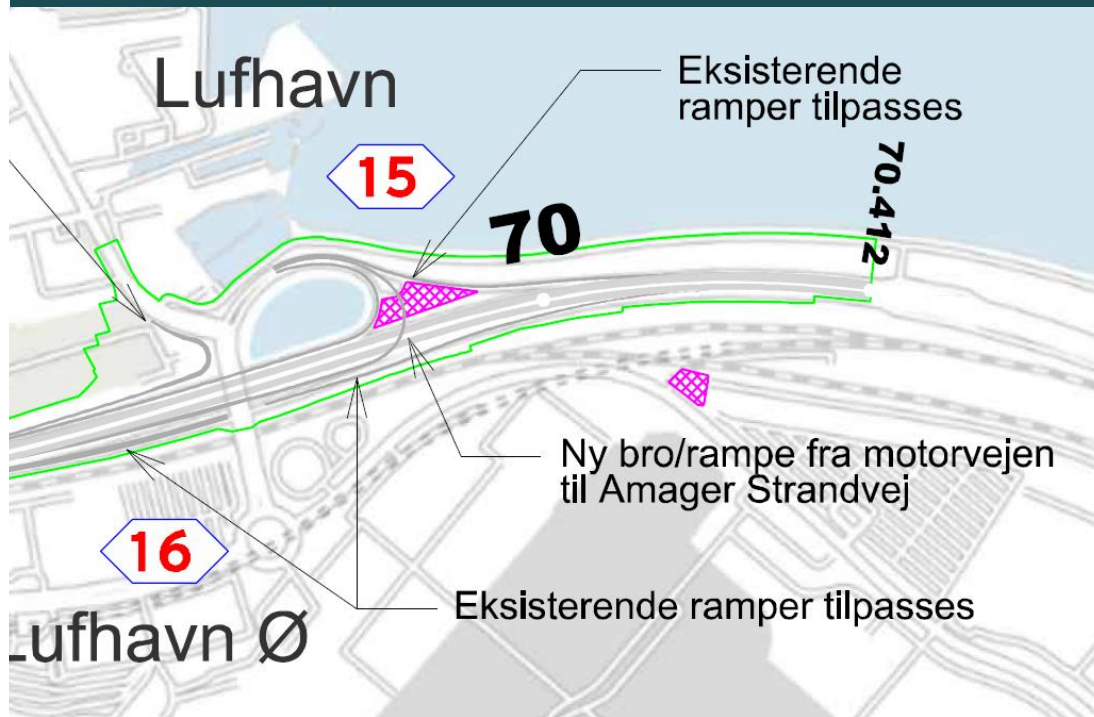 Lufhavn
Eksisterende
ramper tilpasses
15
70
70.412
Ny bro/rampe fra motorvejen
til Amager Strandvej
16
Eksisterende ramper tilpasses
Lufhavn Ø